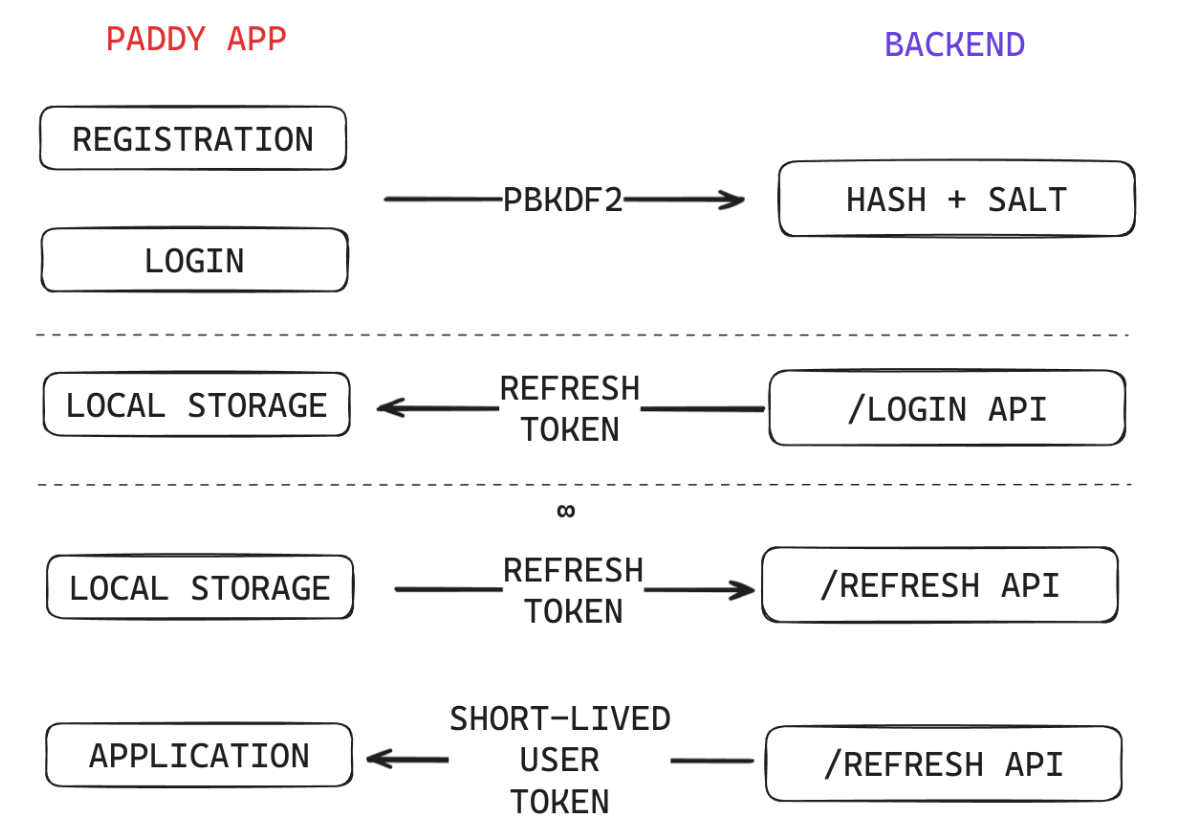 PADDY APP
BACKEND
REGISTRATION
PBKDF2
HASH + SALT
LOGIN
LOCAL STORAGE
REFRESH
TOKEN
/LOGIN API
∞
LOCAL STORAGE
REFRESH
TOKEN
/REFRESH API
APPLICATION
SHORT-LIVED
USER
TOKEN
/REFRESH API